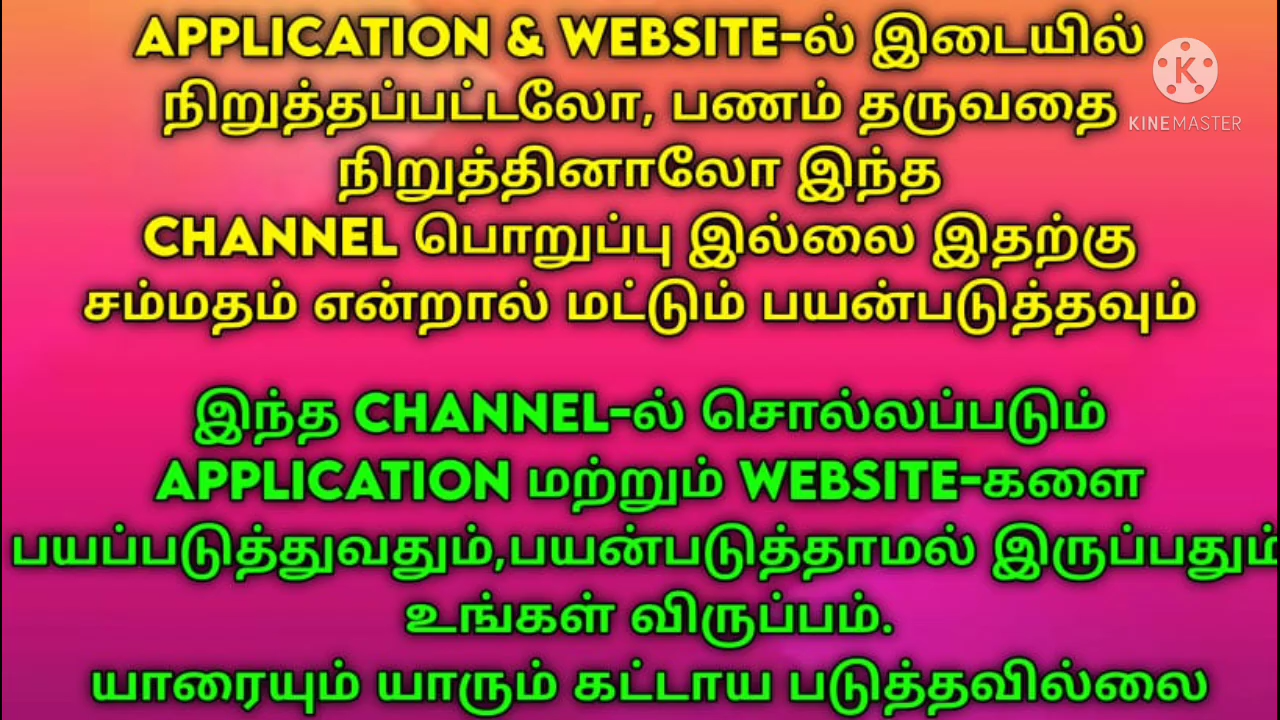 APPLICATION & WEBSITE-ல் இடையில்
நிறுத்தப்பட்டலோ, பணம் தருவதை
நிறுத்தினாலோ இந்த
CHANNEL பொறுப்பு இல்லை இதற்கு
சம்மதம் என்றால் மட்டும் பயன்படுத்தவும்
இந்த CHANNEL-ல் சொல்லப்படும்
APPLICATION மற்றும் WEBSITE-களை
பயப்படுத்துவதும்,பயன்படுத்தாமல் இருப்பதும்
உங்கள் விருப்பம்.
யாரையும் யாரும் கட்டாய படுத்தவில்லை
K
KINEMASTER